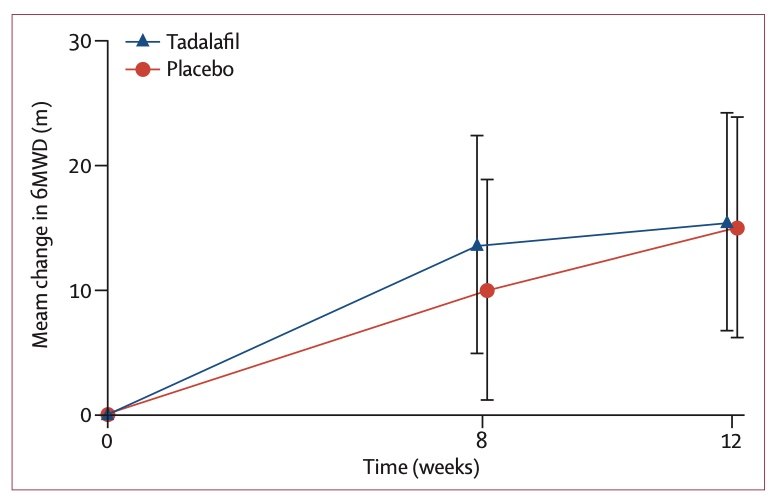 30
Tadalafil
Placebo
20
10
0
Meam change in 6MWD (m)
0 8 12
Time (weeks)